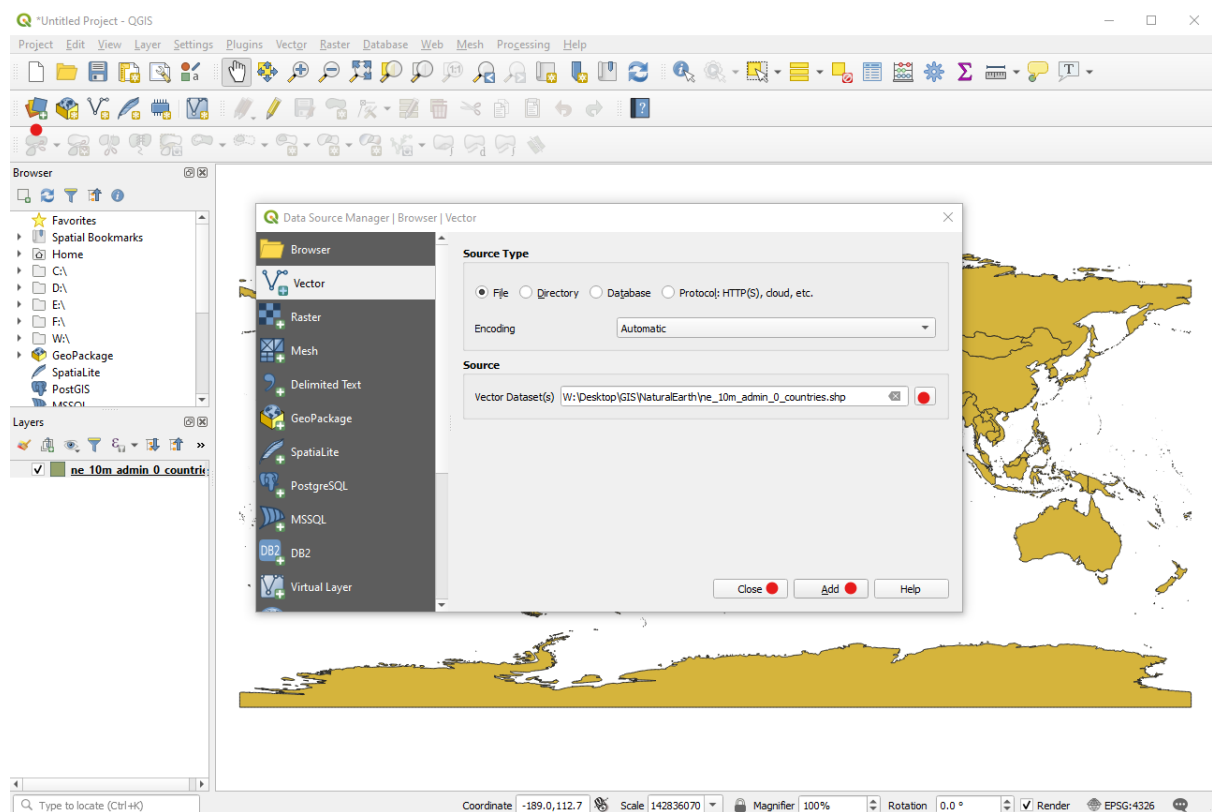 *Untitled Project - QGIS
Project Edit View Layer Settings Plugins Vector Raster Database Web Mesh Processing Help
Browser
Favorites
Spatial Bookmarks
Home
C:\
D:\
E:\
F:\
W:\
GeoPackage
SpatiaLite
PostGIS
MSSQL
Layers
ne_10m_admin_0_countri
Data Source Manager | Browser | Vector
Browser
Vector
Raster
Mesh
Delimited Text
GeoPackage
SpatiaLite
PostgreSQL
MSSQL
DB2 DB2
Virtual Layer
Source Type
File Directory Database Protocol: HTTP(S), cloud, etc.
Encoding Automatic
Source
Vector Dataset(s) W:\Desktop\GIS\NaturalEarth\ne_10m_admin_0_countries.shp
Close Add Help
Type to locate (Ctrl+K) Coordinate -189.0,112.7 Scale 142836070 Magnifier 100% Rotation 0.0 ° Render EPSG:4326